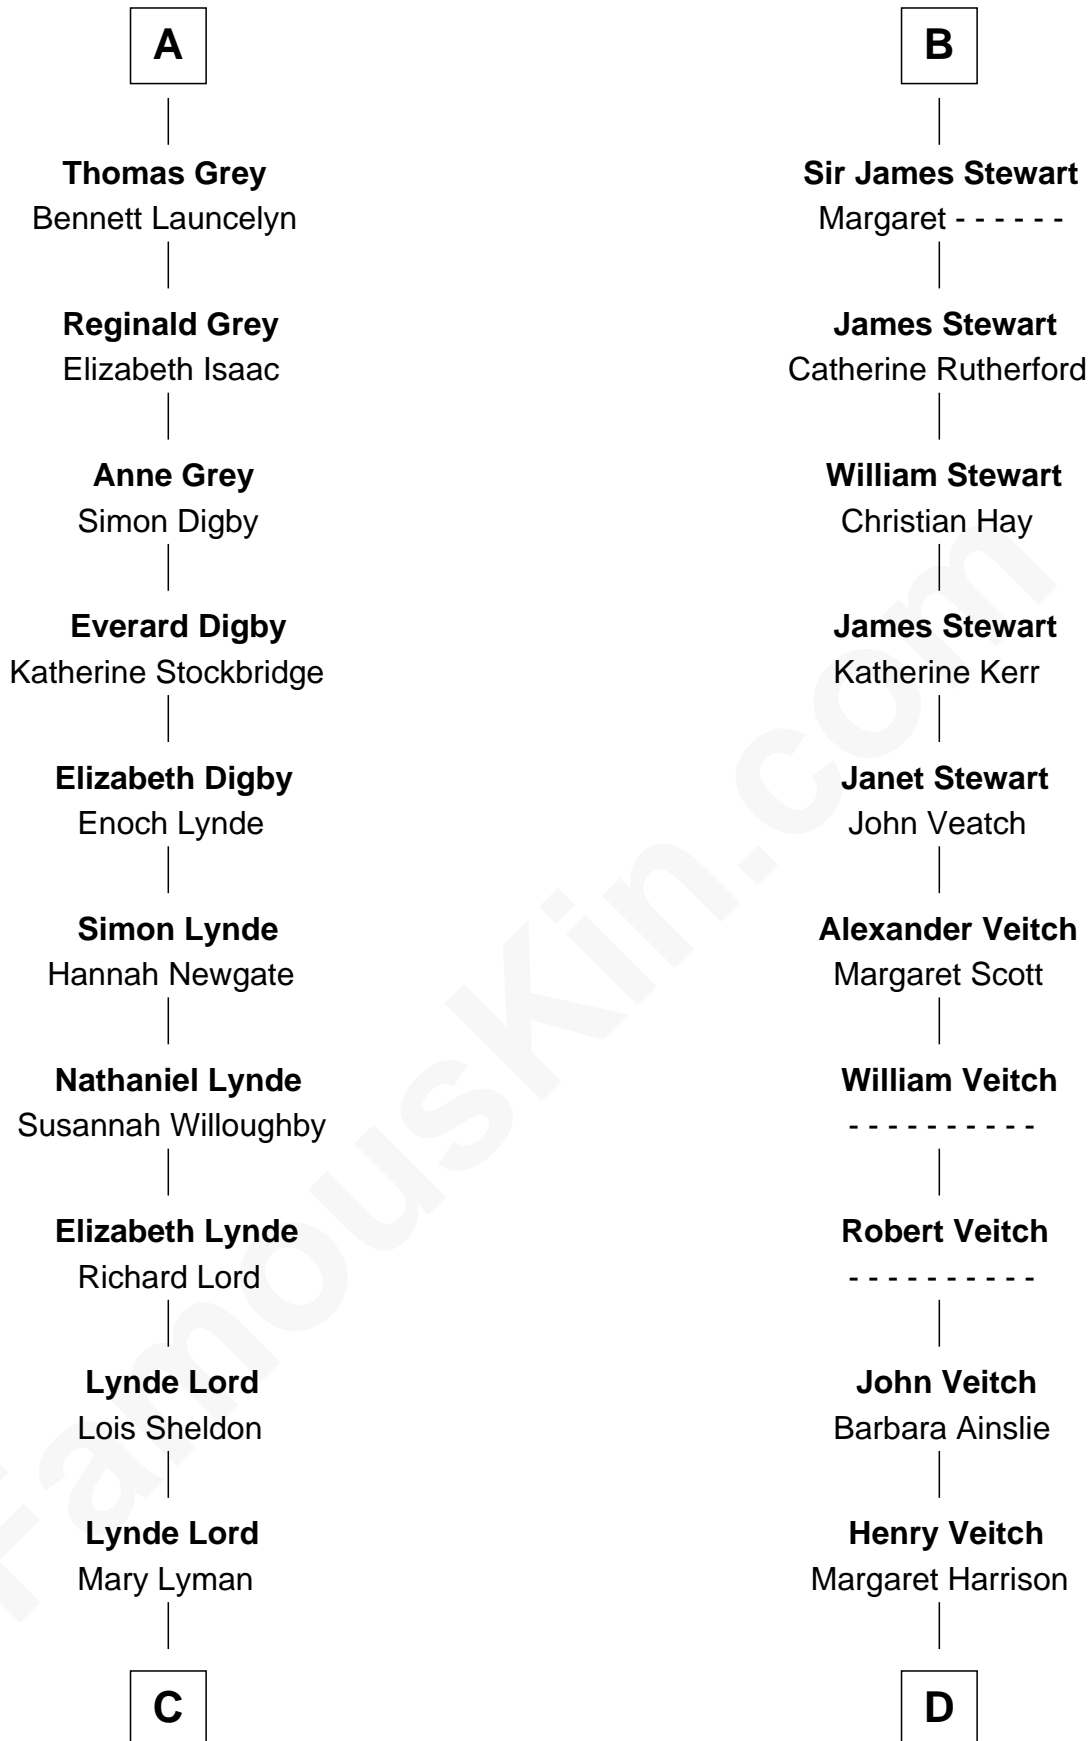 A
Thomas Grey
Bennett Launcelyn
Reginald Grey
Elizabeth Isaac
Anne Grey
Simon Digby
Everard Digby
Katherine Stockbridge
Elizabeth Digby
Enoch Lynde
Simon Lynde
Hannah Newgate
Nathaniel Lynde
Susannah Willoughby
Elizabeth Lynde
Richard Lord
Lynde Lord
Lois Sheldon
Lynde Lord
Mary Lyman
C
B
Sir James Stewart
Margaret - - - - - -
James Stewart
Catherine Rutherford
William Stewart
Christian Hay
James Stewart
Katherine Kerr
Janet Stewart
John Veatch
Alexander Veitch
Margaret Scott
William Veitch
- - - - - - - - - -
Robert Veitch
- - - - - - - - - -
John Veitch
Barbara Ainslie
Henry Veitch
Margaret Harrison
D
FamousKin.com